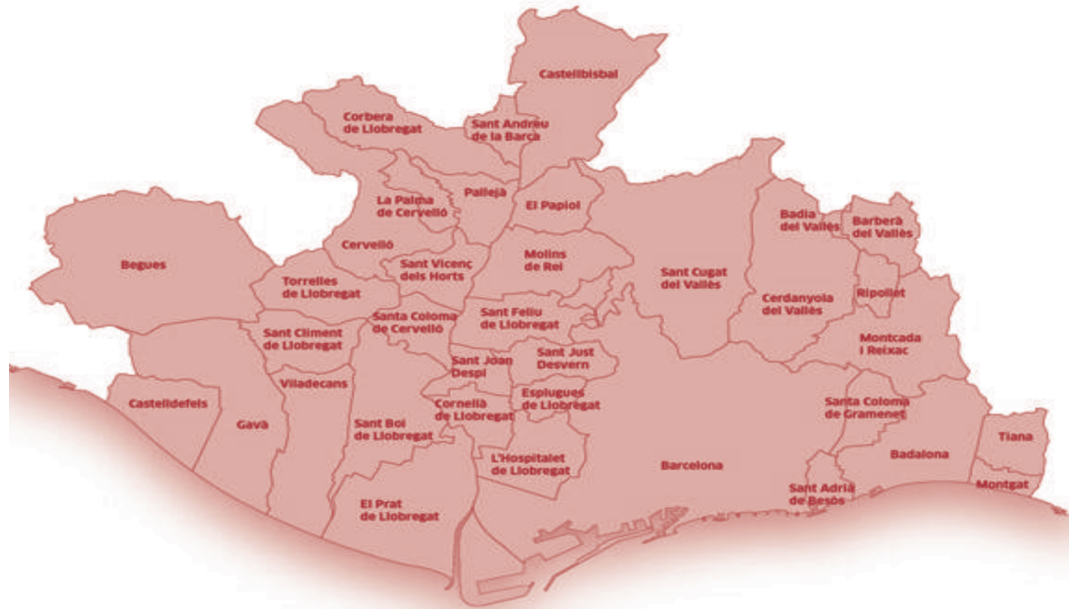 Castellbisbal
Corbera
de Llobregat
Sant Andreu
de la Barca
Pallejà
La Palma
de Cervelló
El Papiol
Badia
del Vallès
Barberà
del Vallès
Begues
Cervelló
Sant Vicenç
dels Horts
Molins
de Rei
Sant Cugat
del Vallès
Torrelles
de Llobregat
Cerdanyola
del Vallès
Ripollet
Santa Coloma
de Cervelló
Sant Feliu
de Llobregat
Sant Climent
de Llobregat
Montcada
i Reixac
Sant Joan
Despí
Sant Just
Desvern
Viladecans
Castelldefels
Gavà
Sant Boi
de Llobregat
Cornellà
de Llobregat
Esplugues
de Llobregat
Santa Coloma
de Gramenet
L'Hospitalet
de Llobregat
Barcelona
Badalona
Tiana
El Prat
de Llobregat
Sant Adrià
de Besòs
Montgat